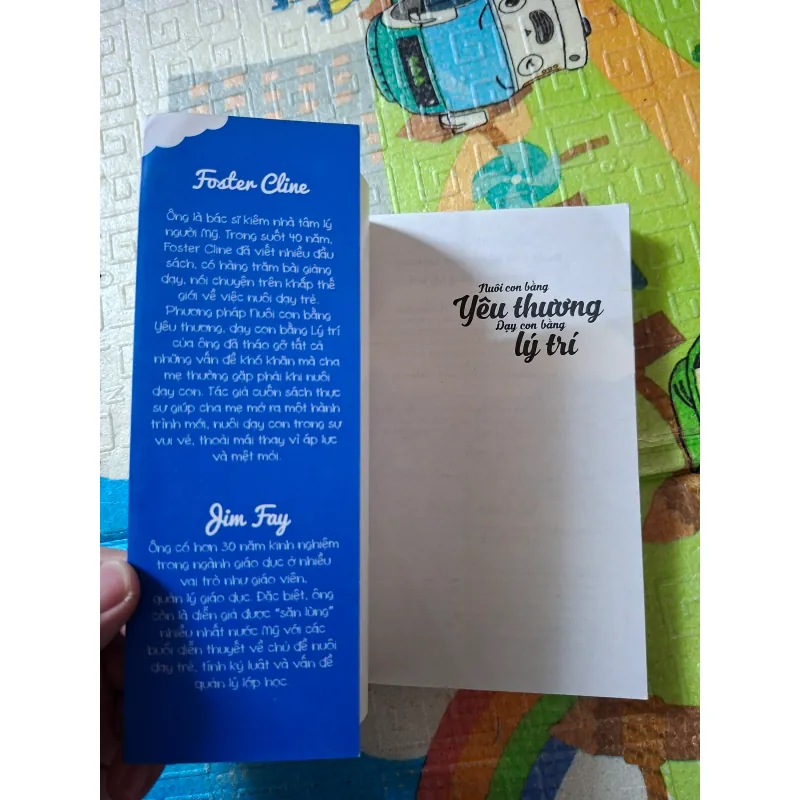 Foster Cline
Ông là bác sĩ kiêm nhà tâm lý
người Mỹ. Trong suốt 40 năm,
Foster Cline đã viết nhiều đầu
sách, có hàng trăm bài giảng
dạy, nói chuyện trên khắp thế
giới về việc nuôi dạy trẻ.
Phương pháp Nuôi con bằng
Yêu thương, dạy con bằng Lý trí
của ông đã tháo gỡ tất cả
những vấn đề khó khăn mà cha
mẹ thường gặp phải khi nuôi
dạy con. Tác giả cuốn sách thực
sự giúp cha mẹ mở ra một hành
trình mới, nuôi dạy con trong sự
vui vẻ, thoải mái thay vì áp lực
và mệt mỏi.
Jim Fay
Ông có hơn 30 năm kinh nghiệm
trong ngành giáo dục ở nhiều
vai trò như giáo viên,
quản lý giáo dục. Đặc biệt, ông
còn là diễn giả được "săn lùng"
nhiều nhất nước Mỹ với các
buổi diễn thuyết về chủ đề nuôi
dạy trẻ, tính kỷ luật và vấn đề
quản lý lớp học.
Nuôi con bằng
Yêu thương
Dạy con bằng
lý trí